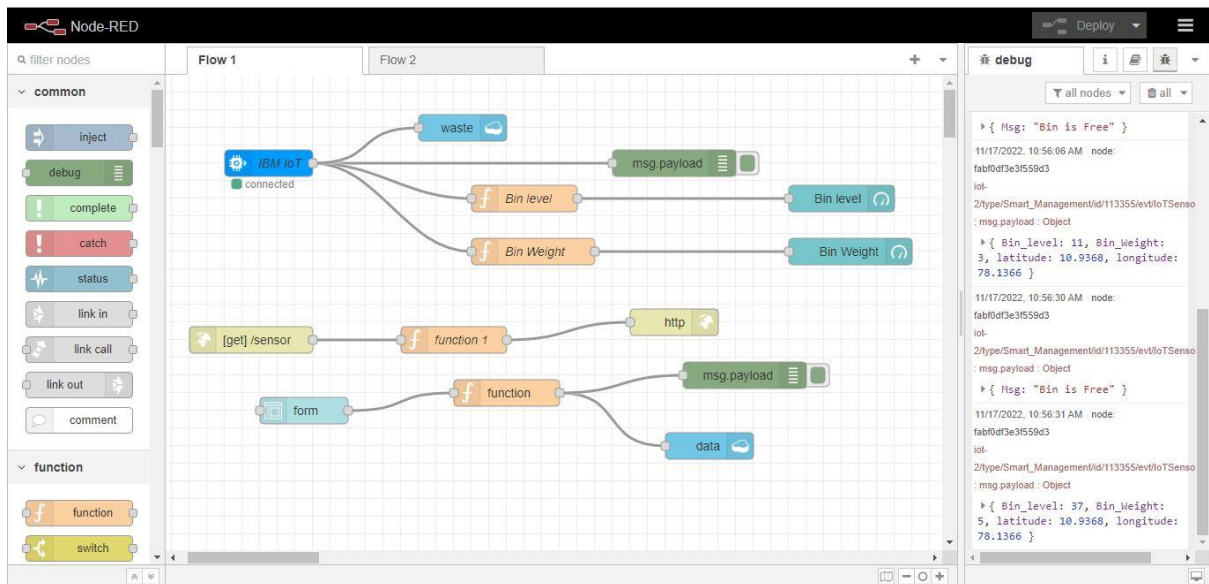 Node-RED
Deploy
filter nodes
common
inject
debug
complete
catch
status
link in
link call
link out
comment
function
function
switch
Flow 1
Flow 2
waste
IBM IoT
connected
msg.payload
Bin level
Bin level
Bin Weight
Bin Weight
[get] /sensor
function 1
http
form
function
msg.payload
data
debug
i
all nodes
all
{ Msg: "Bin is Free" }
11/17/2022, 10:56:06 AM node:
fabf0df3e3f559d3
iot-
2/type/Smart_Management/id/113355/evt/IoTSenso
: msg.payload : Object
{ Bin_level: 11, Bin_Weight:
3, latitude: 10.9368, longitude:
78.1366 }
11/17/2022, 10:56:30 AM node:
fabf0df3e3f559d3
iot-
2/type/Smart_Management/id/113355/evt/IoTSenso
: msg.payload : Object
{ Msg: "Bin is Free" }
11/17/2022, 10:56:31 AM node:
fabf0df3e3f559d3
iot-
2/type/Smart_Management/id/113355/evt/IoTSenso
: msg.payload : Object
{ Bin_level: 37, Bin_Weight:
5, latitude: 10.9368, longitude:
78.1366 }